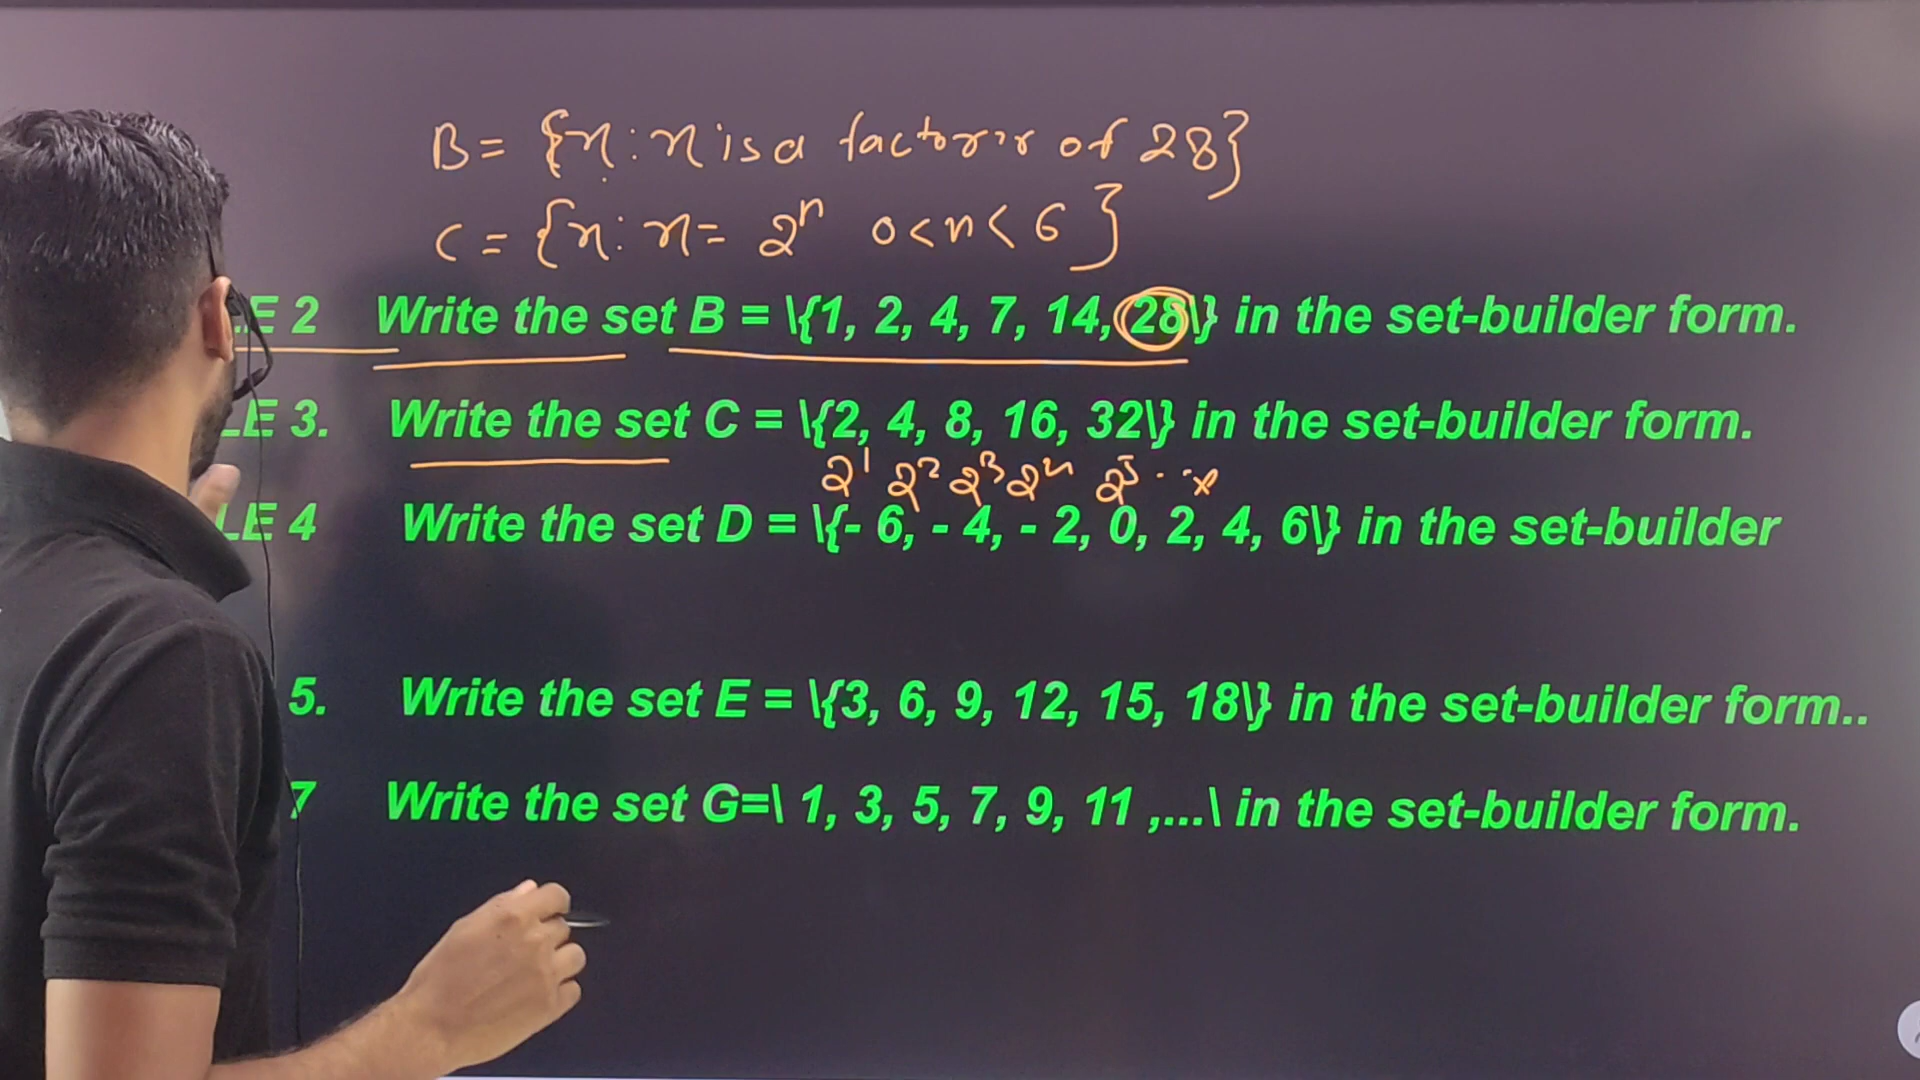 B = {x : x is a factor of 28}
C = {x : x = 2ⁿ 0<n<6}
LE 2 Write the set B = \{1, 2, 4, 7, 14, 28\} in the set-builder form.
LE 3. Write the set C = \{2, 4, 8, 16, 32\} in the set-builder form.
2¹ 2² 2³ 2⁴ 2⁵
LE 4 Write the set D = \{- 6, - 4, - 2, 0, 2, 4, 6\} in the set-builder
5. Write the set E = \{3, 6, 9, 12, 15, 18\} in the set-builder form..
7 Write the set G=\ 1, 3, 5, 7, 9, 11 ,...\ in the set-builder form.